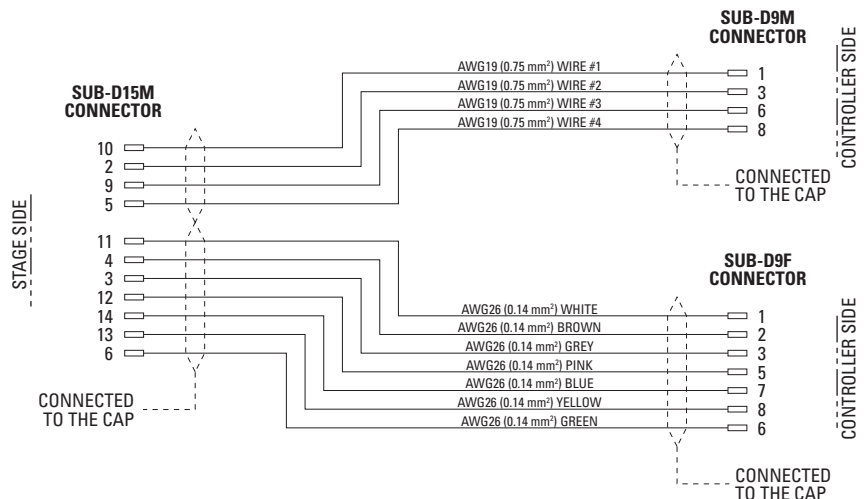 SUB-D9M
CONNECTOR
CONTROLLER SIDE
AWG19 (0.75 mm²) WIRE #1
1
AWG19 (0.75 mm²) WIRE #2
3
AWG19 (0.75 mm²) WIRE #3
6
AWG19 (0.75 mm²) WIRE #4
8
CONNECTED
TO THE CAP
SUB-D15M
CONNECTOR
STAGE SIDE
10
2
9
5
11
4
3
12
14
13
6
CONNECTED
TO THE CAP
SUB-D9F
CONNECTOR
CONTROLLER SIDE
AWG26 (0.14 mm²) WHITE
1
AWG26 (0.14 mm²) BROWN
2
AWG26 (0.14 mm²) GREY
3
AWG26 (0.14 mm²) PINK
5
AWG26 (0.14 mm²) BLUE
7
AWG26 (0.14 mm²) YELLOW
8
AWG26 (0.14 mm²) GREEN
6
CONNECTED
TO THE CAP